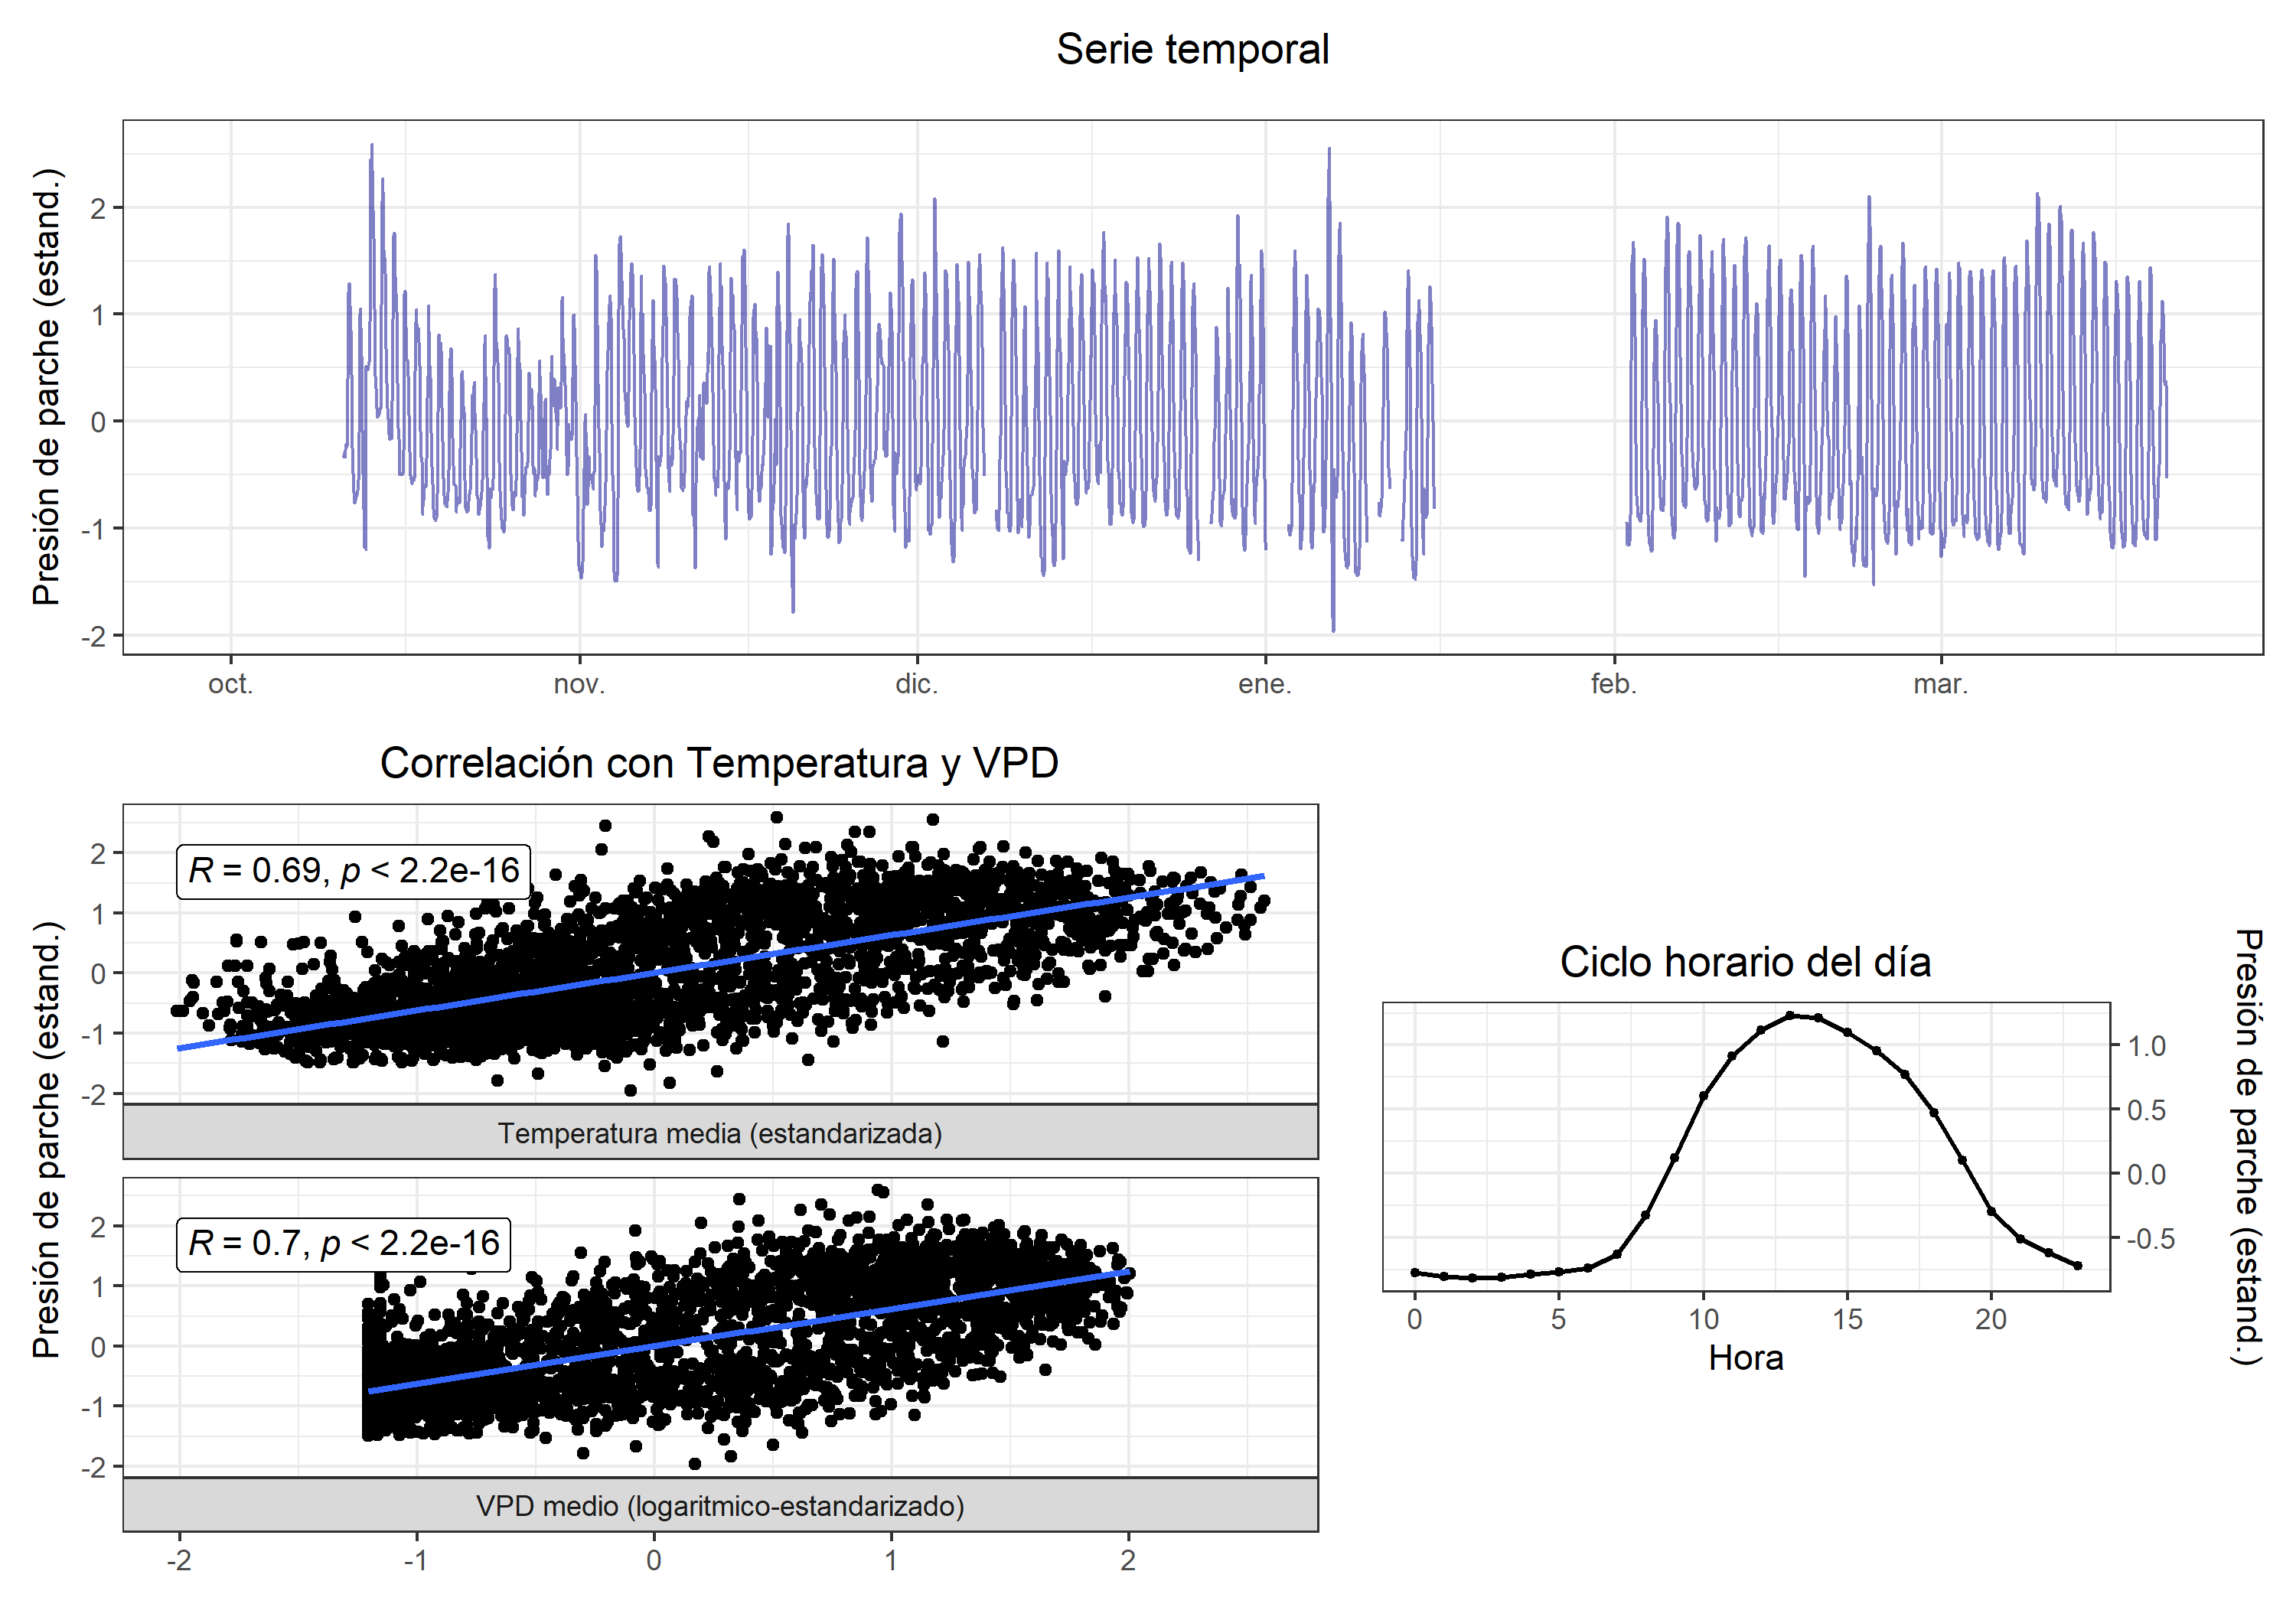 Serie temporal
Presión de parche (estand.)
2
1
0
-1
-2
oct.
nov.
dic.
ene.
feb.
mar.
Correlación con Temperatura y VPD
Presión de parche (estand.)
2
1
0
-1
-2
R = 0.69, p < 2.2e-16
Temperatura media (estandarizada)
2
1
0
-1
-2
R = 0.7, p < 2.2e-16
VPD medio (logaritmico-estandarizado)
-2
-1
0
1
2
Ciclo horario del día
1.0
0.5
0.0
-0.5
Presión de parche (estand.)
0
5
10
15
20
Hora